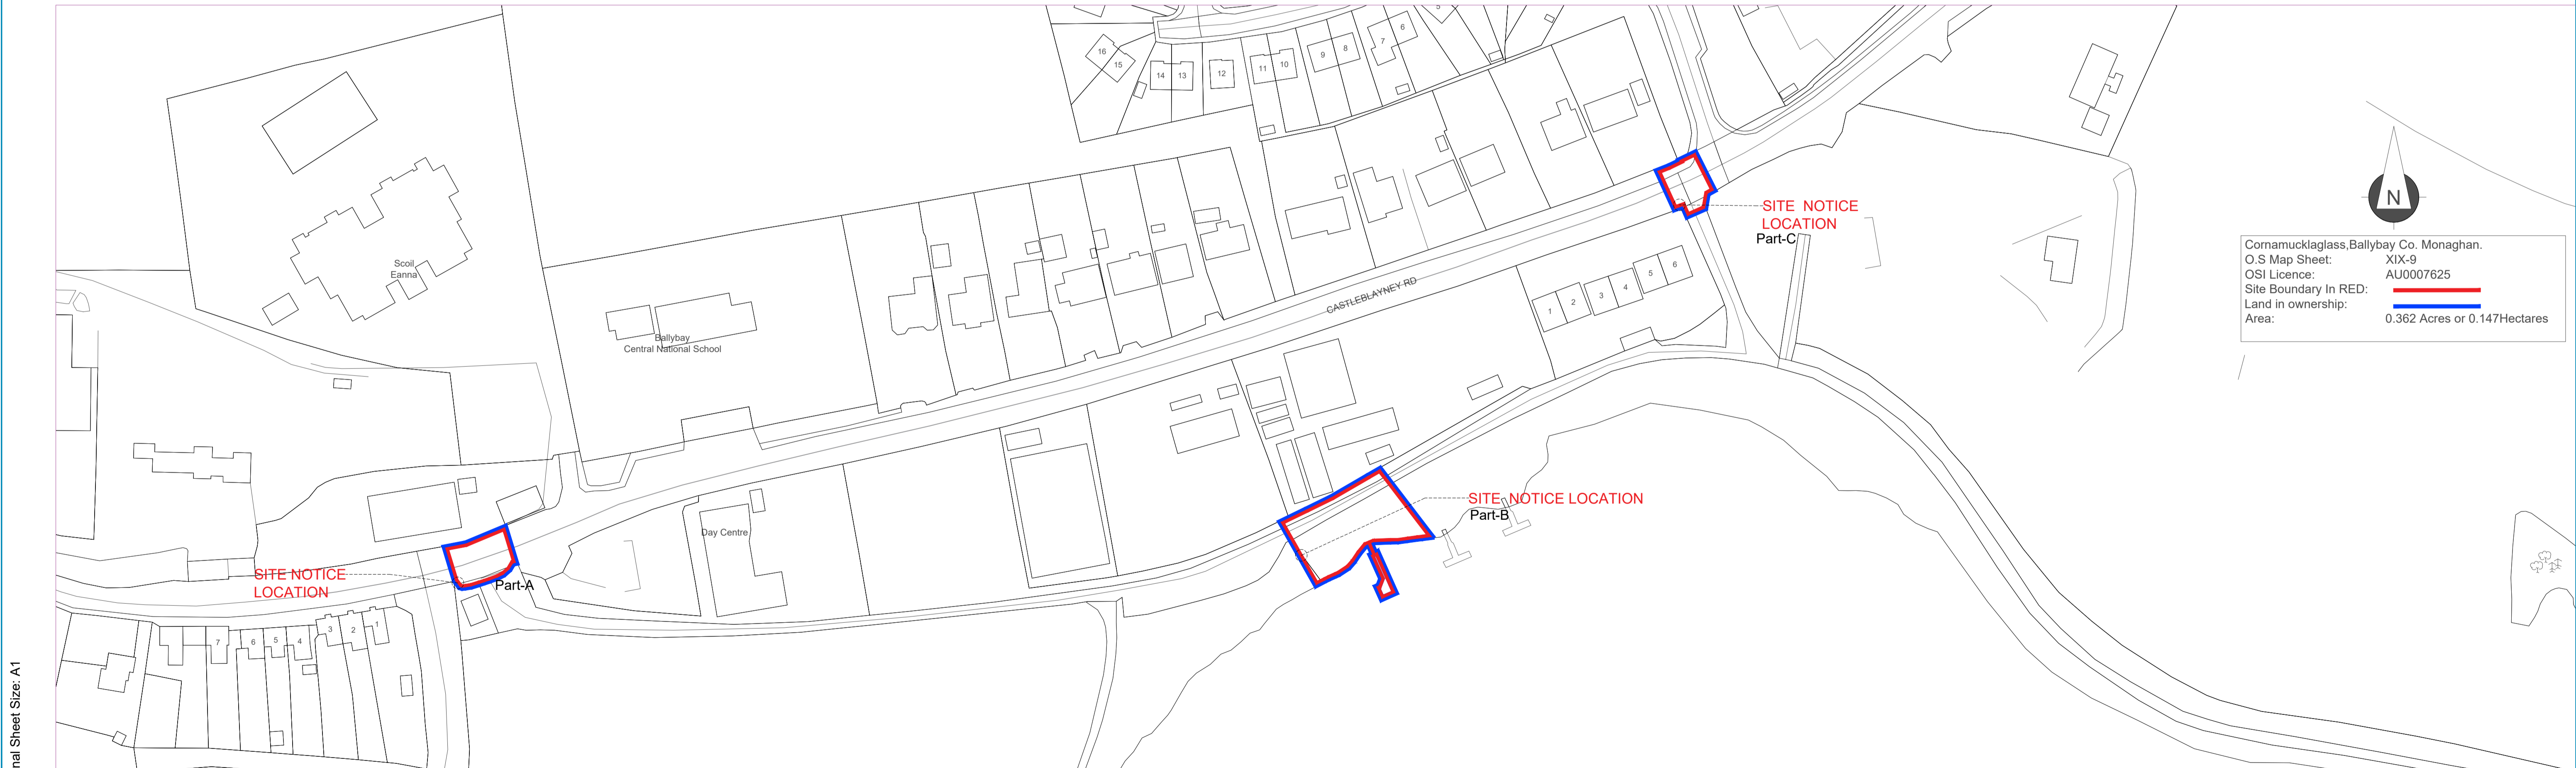 5
6
7
8
9
10
11
12
13
14
15
16
Scoil
Eanna
Ballybay
Central National School
CASTLEBLAYNEY RD
1
2
3
4
5
6
SITE NOTICE
LOCATION
Part-C
N
Cornamucklaglass,Ballybay Co. Monaghan.
O.S Map Sheet: XIX-9
OSI Licence: AU0007625
Site Boundary In RED:
Land in ownership:
Area: 0.362 Acres or 0.147Hectares
SITE NOTICE LOCATION
Part-B
Day Centre
SITE NOTICE
LOCATION
Part-A
7
6
5
4
3
2
1
nal Sheet Size: A1